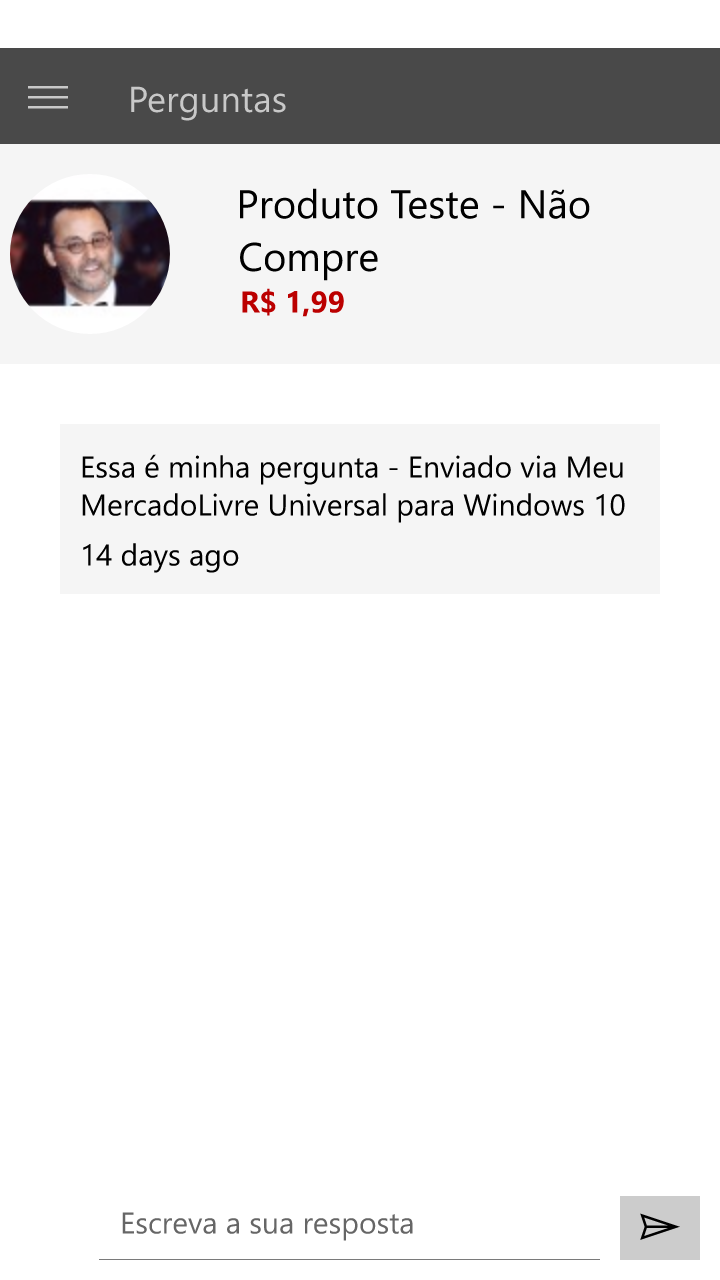 Perguntas
Produto Teste - Não
Compre
R$ 1,99
Essa é minha pergunta - Enviado via Meu
MercadoLivre Universal para Windows 10
14 days ago
Escreva a sua resposta